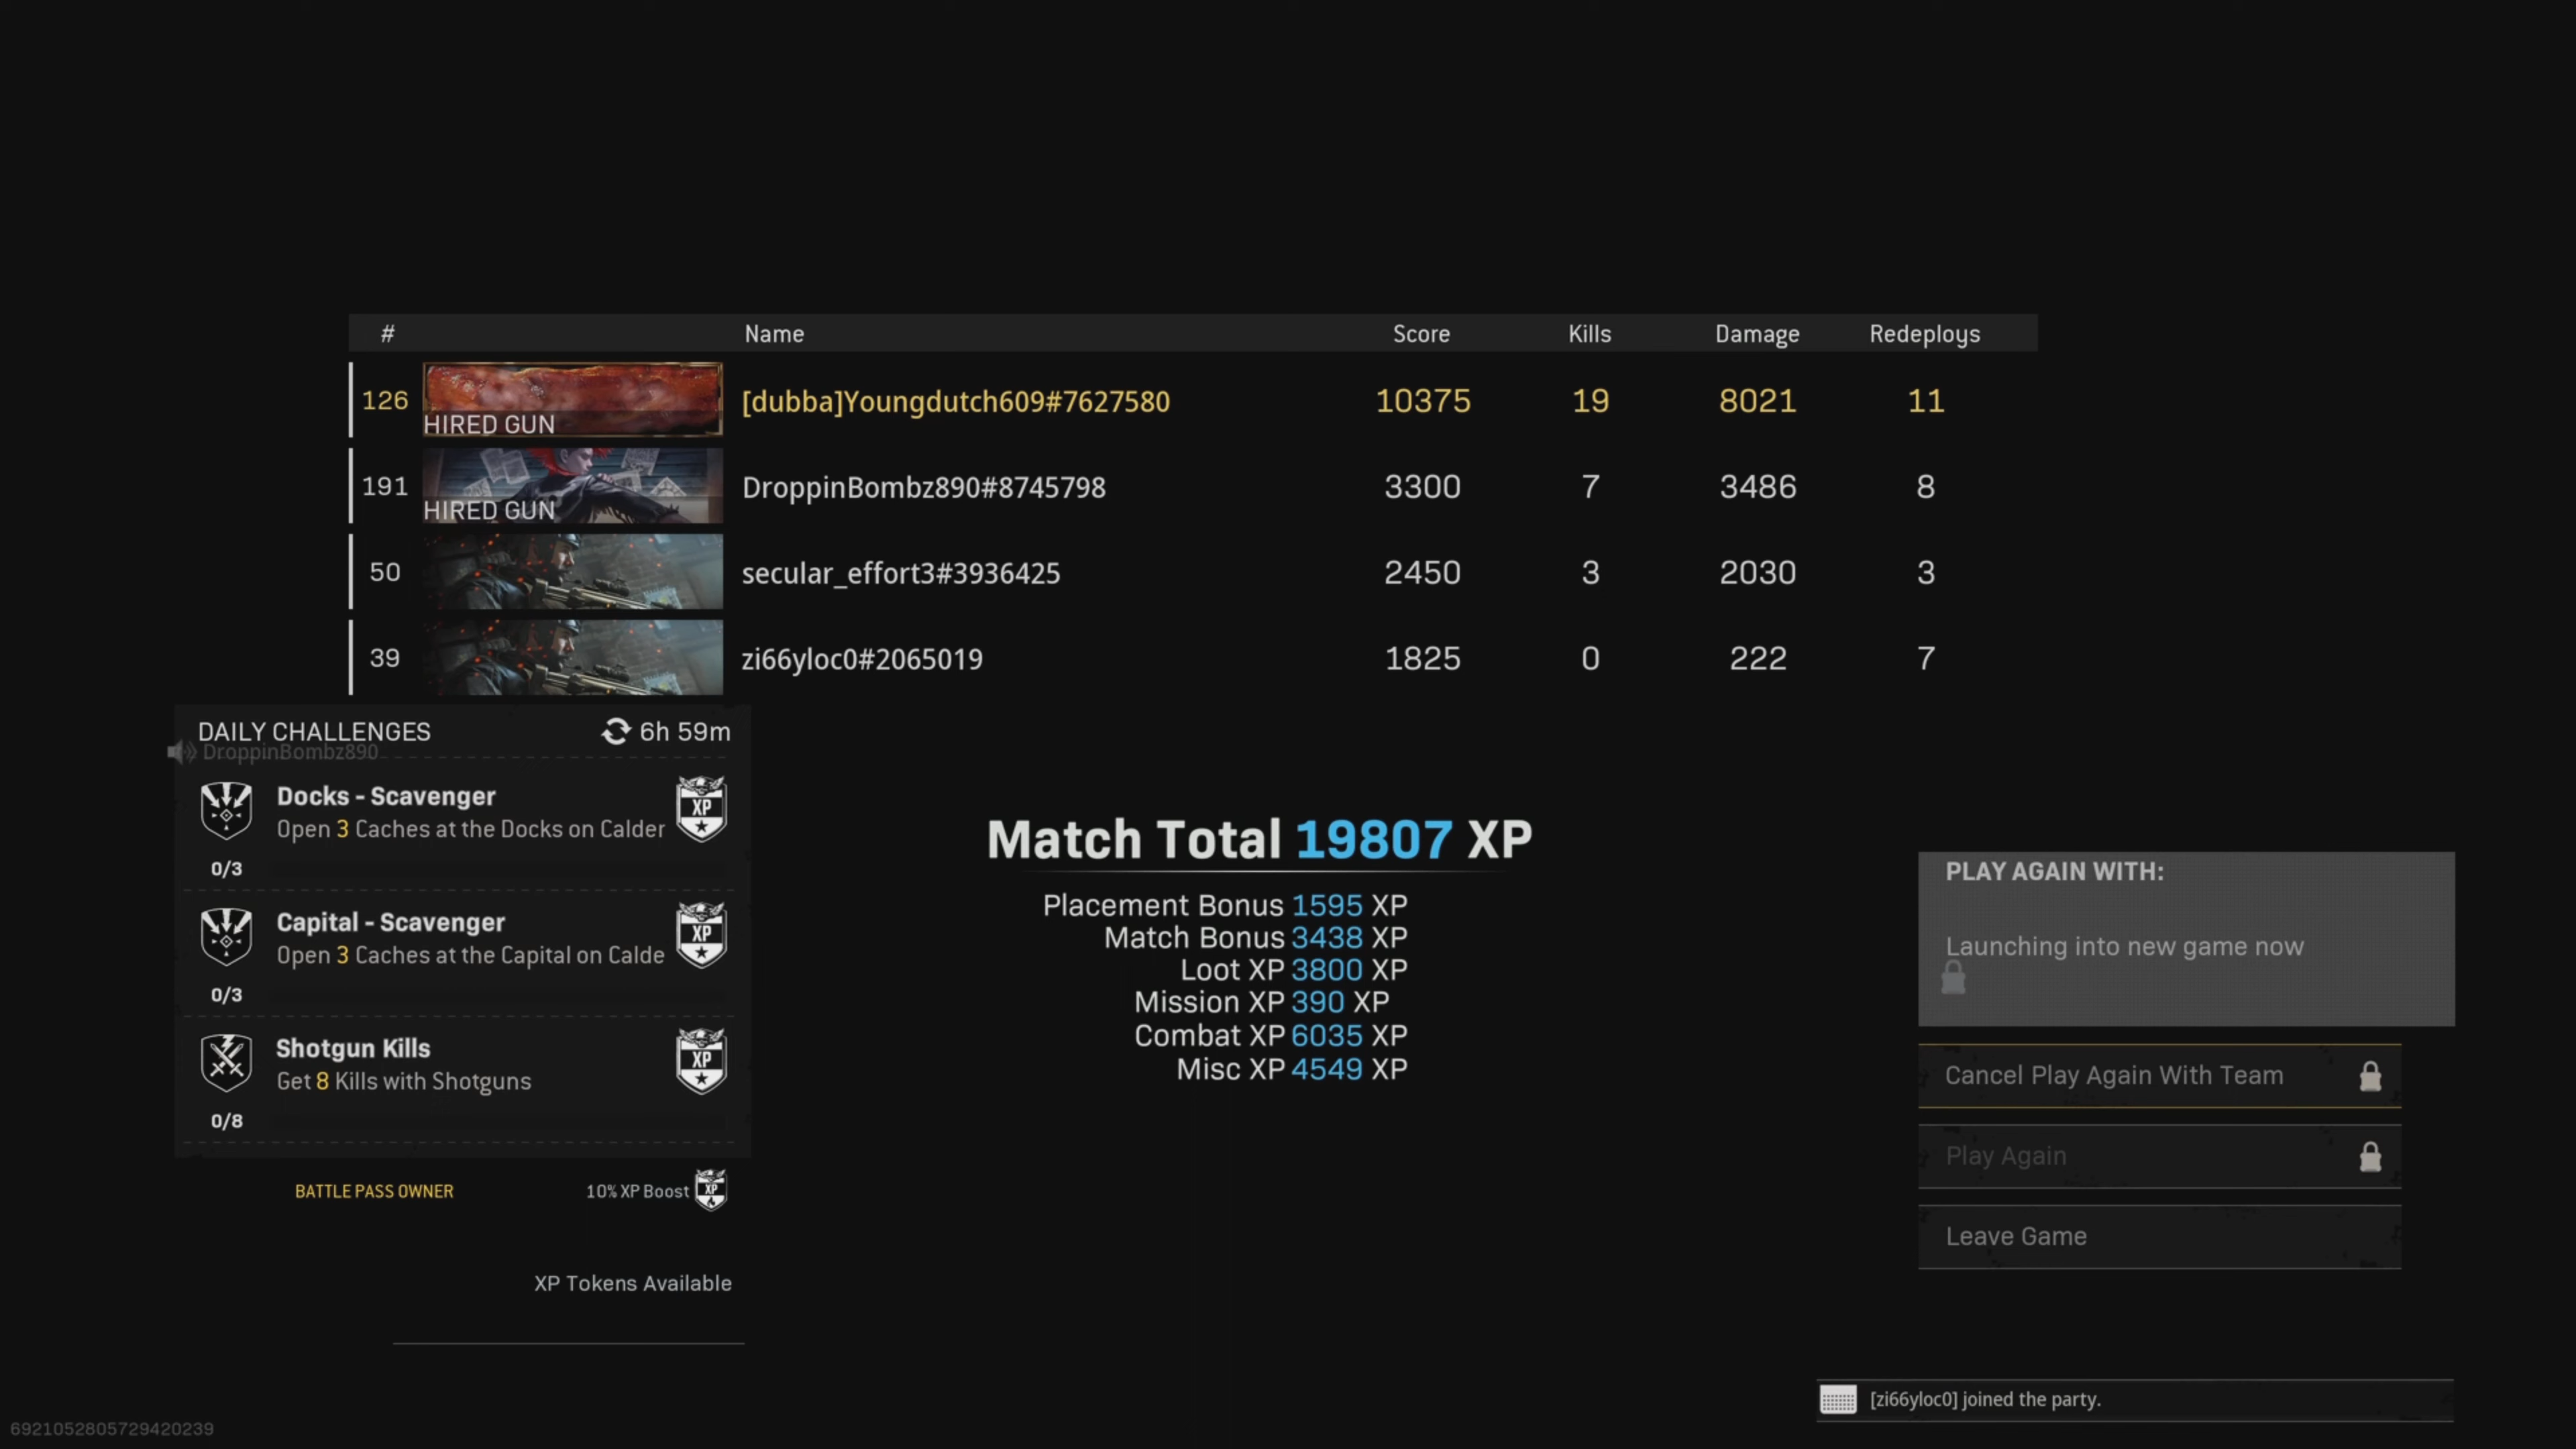 # Name Score Kills Damage Redeploys
126 HIRED GUN [dubba]Youngdutch609#7627580 10375 19 8021 11
191 HIRED GUN DroppinBombz890#8745798 3300 7 3486 8
50 secular_effort3#3936425 2450 3 2030 3
39 zi66yloc0#2065019 1825 0 222 7
DAILY CHALLENGES 6h 59m
DroppinBombz890
Docks - Scavenger
Open 3 Caches at the Docks on Calder
XP
0/3
Capital - Scavenger
Open 3 Caches at the Capital on Calde
XP
0/3
Shotgun Kills
Get 8 Kills with Shotguns
XP
0/8
BATTLE PASS OWNER 10% XP Boost XP
XP Tokens Available
Match Total 19807 XP
Placement Bonus 1595 XP
Match Bonus 3438 XP
Loot XP 3800 XP
Mission XP 390 XP
Combat XP 6035 XP
Misc XP 4549 XP
PLAY AGAIN WITH:
Launching into new game now
Cancel Play Again With Team
Play Again
Leave Game
[zi66yloc0] joined the party.
6921052805729420239